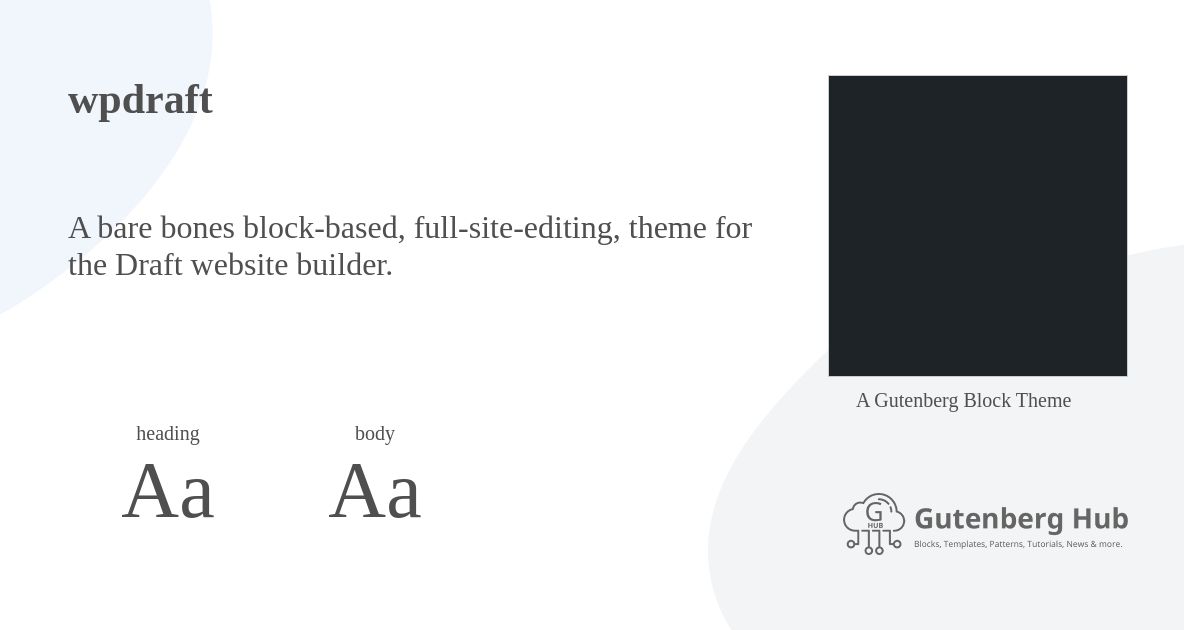 wpdraft
A bare bones block-based, full-site-editing, theme for
the Draft website builder.
heading
Aa
body
Aa
A Gutenberg Block Theme
G
HUB
Gutenberg Hub
Blocks, Templates, Patterns, Tutorials, News & more.